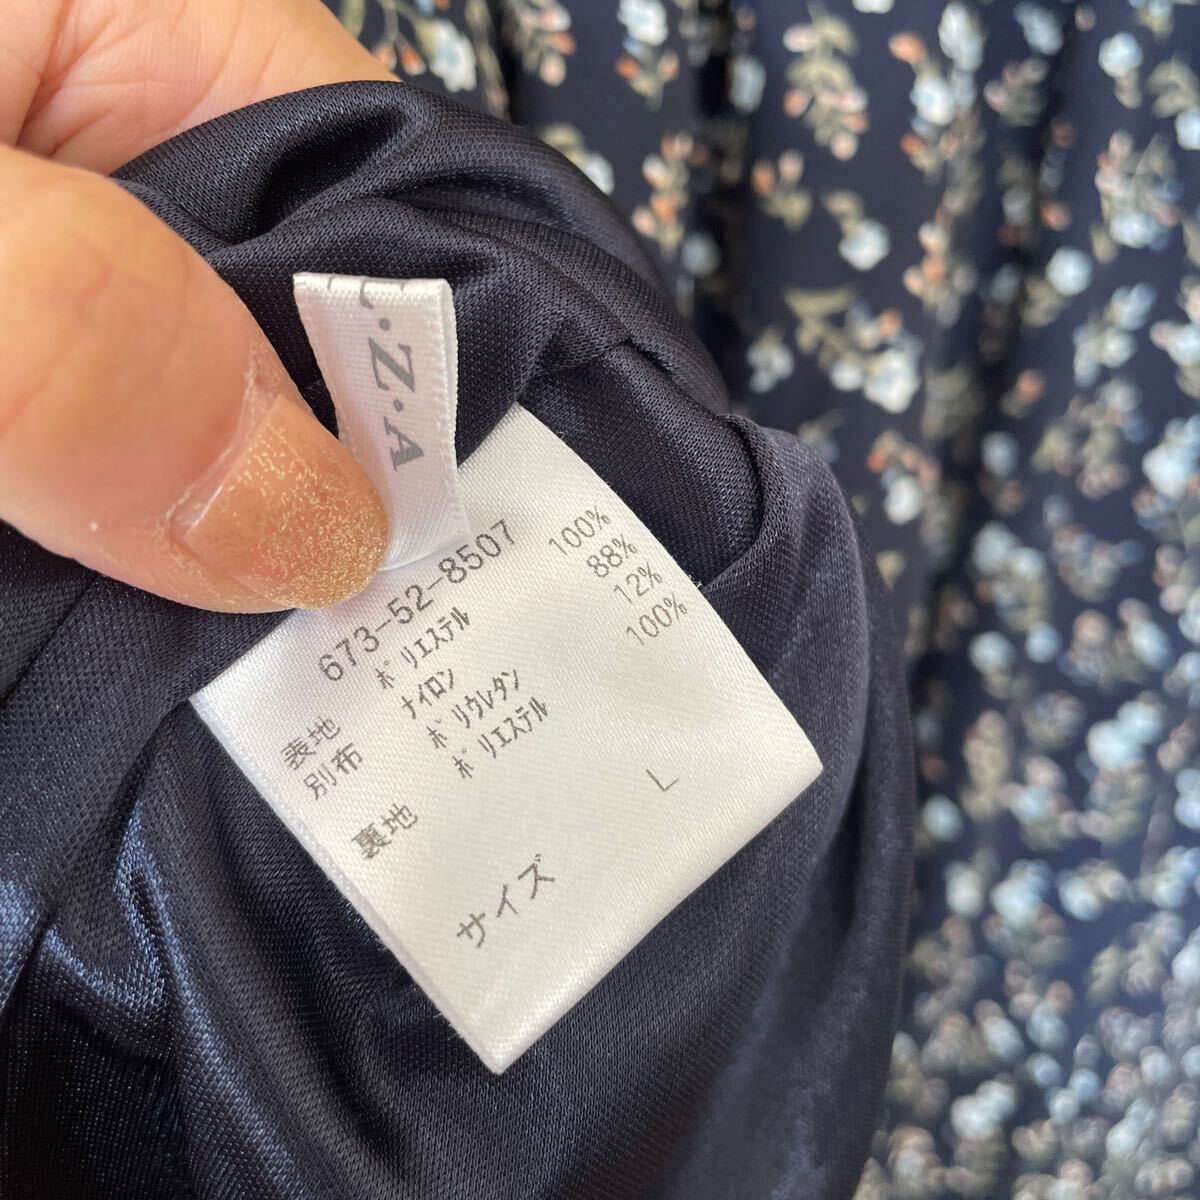 Z・A
673-52-8507
表地 ポリエステル 100%
別布 ナイロン 88%
ポリウレタン 12%
裏地 ポリエステル 100%
サイズ L